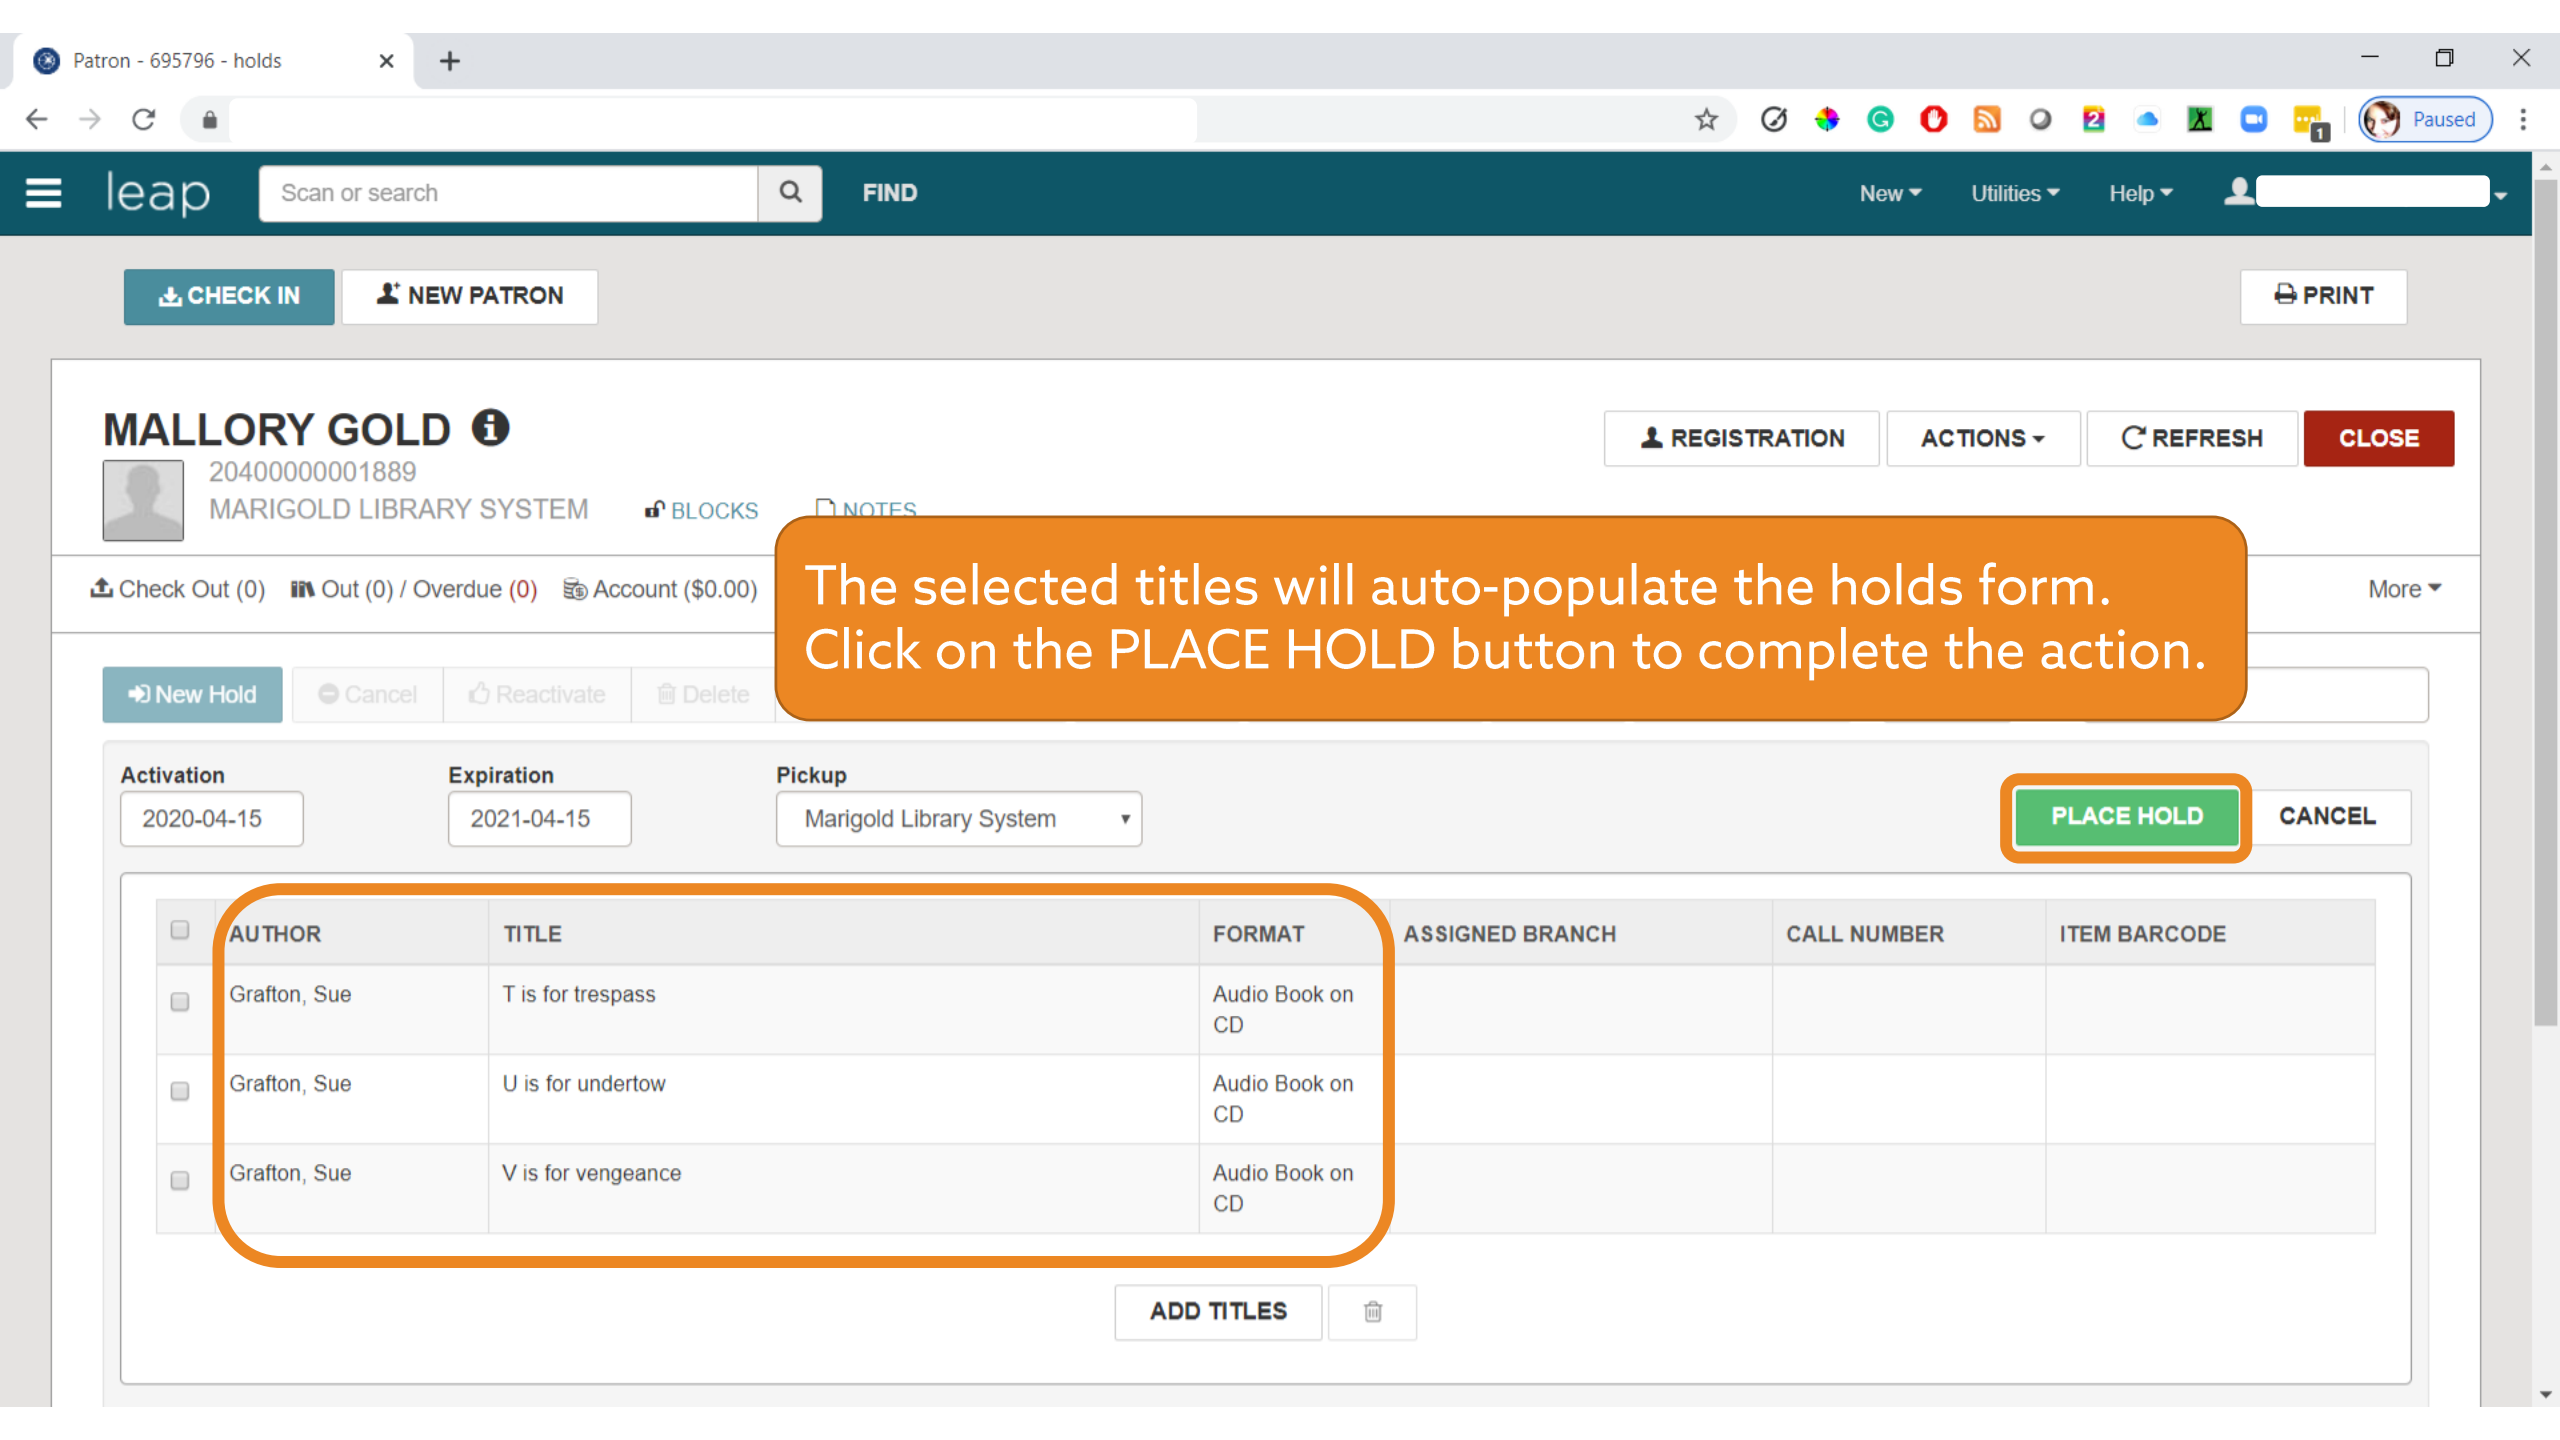 Patron - 695796 - holds
Paused
1
leap
Scan or search
FIND
New
Utilities
Help
CHECK IN
NEW PATRON
PRINT
MALLORY GOLD
REGISTRATION
ACTIONS
REFRESH
CLOSE
20400000001889
MARIGOLD LIBRARY SYSTEM
BLOCKS
NOTES
Check Out (0)
Out (0) / Overdue (0)
Account ($0.00)
More
The selected titles will auto-populate the holds form.
Click on the PLACE HOLD button to complete the action.
New Hold
Cancel
Reactivate
Delete
Activation
Expiration
Pickup
2020-04-15
2021-04-15
Marigold Library System
PLACE HOLD
CANCEL
AUTHOR
TITLE
FORMAT
ASSIGNED BRANCH
CALL NUMBER
ITEM BARCODE
Grafton, Sue
T is for trespass
Audio Book on
CD
Grafton, Sue
U is for undertow
Audio Book on
CD
Grafton, Sue
V is for vengeance
Audio Book on
CD
ADD TITLES